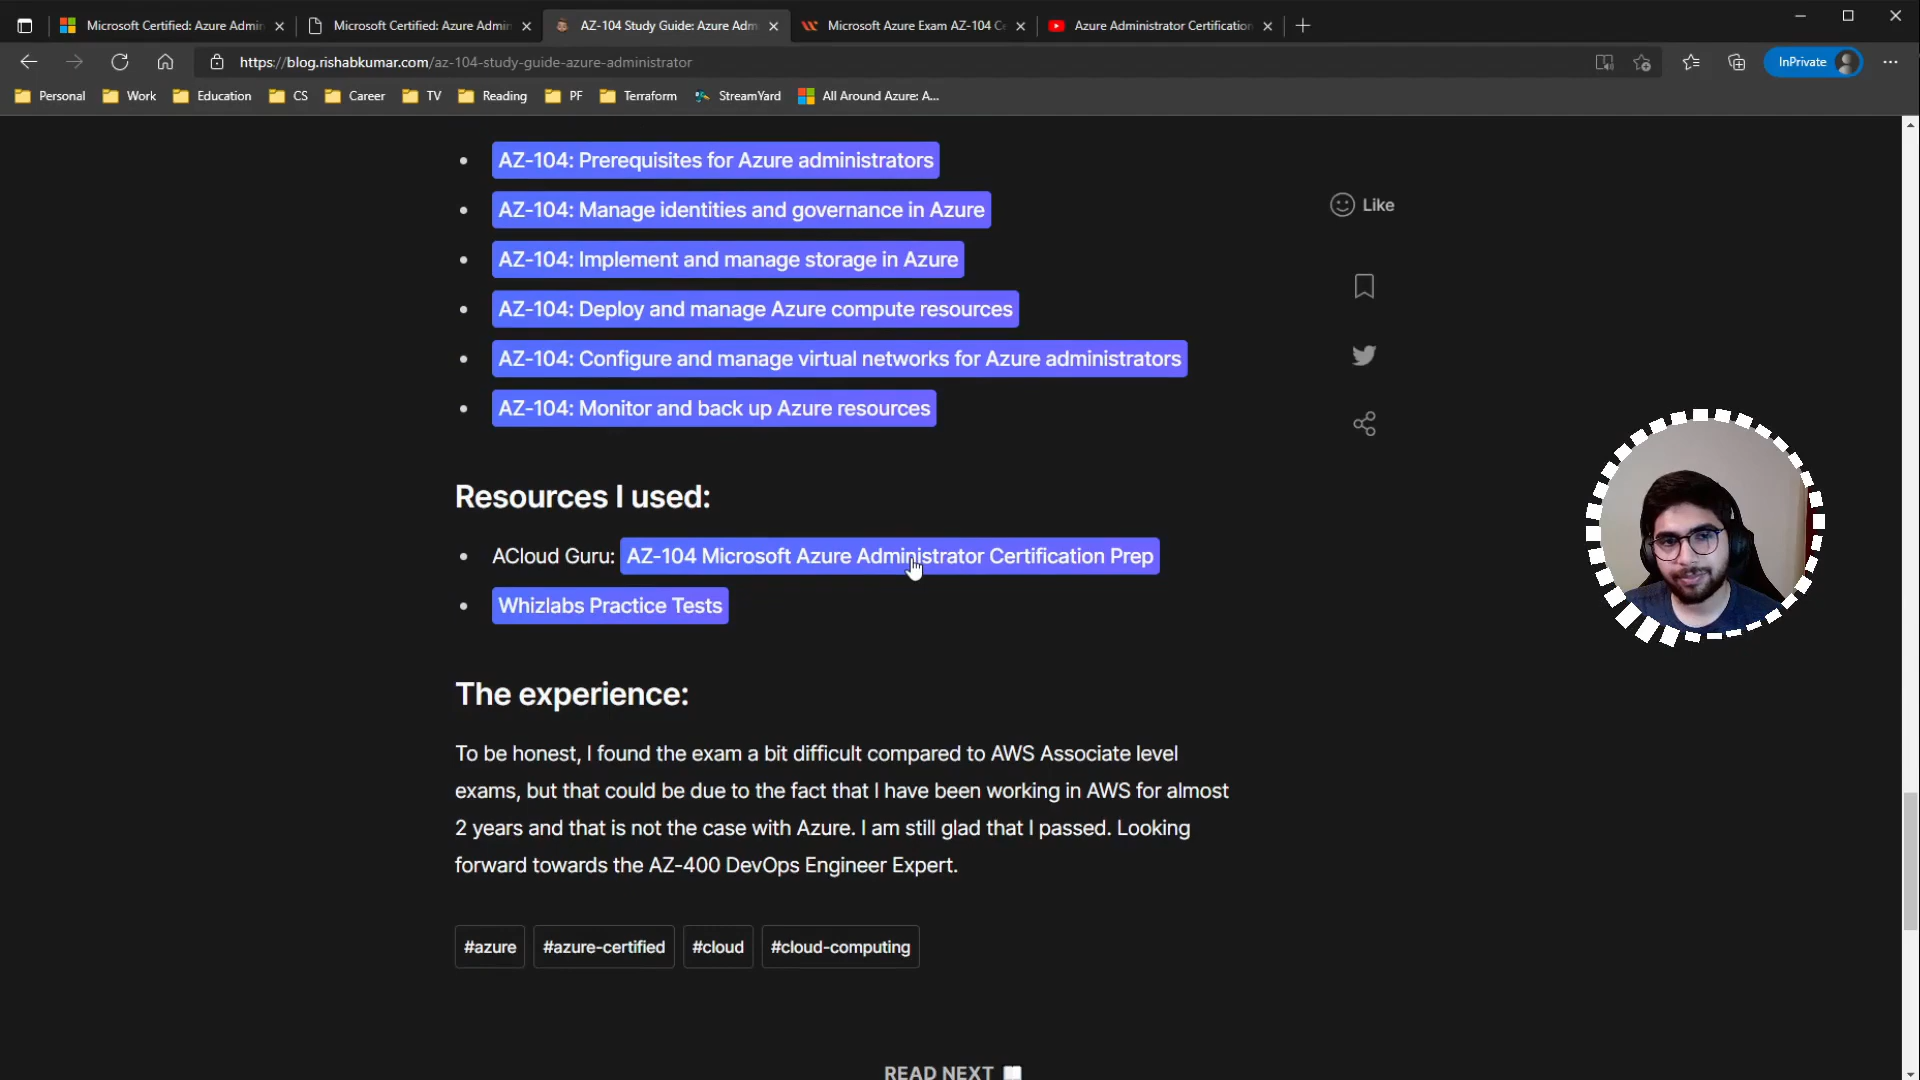 Microsoft Certified: Azure Admin
Microsoft Certified: Azure Admin
AZ-104 Study Guide: Azure Adm
Microsoft Azure Exam AZ-104 Ce
Azure Administrator Certification
https://blog.rishabkumar.com/az-104-study-guide-azure-administrator
InPrivate
Personal
Work
Education
CS
Career
TV
Reading
PF
Terraform
StreamYard
All Around Azure: A...
AZ-104: Prerequisites for Azure administrators
AZ-104: Manage identities and governance in Azure
AZ-104: Implement and manage storage in Azure
AZ-104: Deploy and manage Azure compute resources
AZ-104: Configure and manage virtual networks for Azure administrators
AZ-104: Monitor and back up Azure resources
Like
Resources I used:
ACloud Guru: AZ-104 Microsoft Azure Administrator Certification Prep
Whizlabs Practice Tests
The experience:
To be honest, I found the exam a bit difficult compared to AWS Associate level
exams, but that could be due to the fact that I have been working in AWS for almost
2 years and that is not the case with Azure. I am still glad that I passed. Looking
forward towards the AZ-400 DevOps Engineer Expert.
#azure
#azure-certified
#cloud
#cloud-computing
READ NEXT